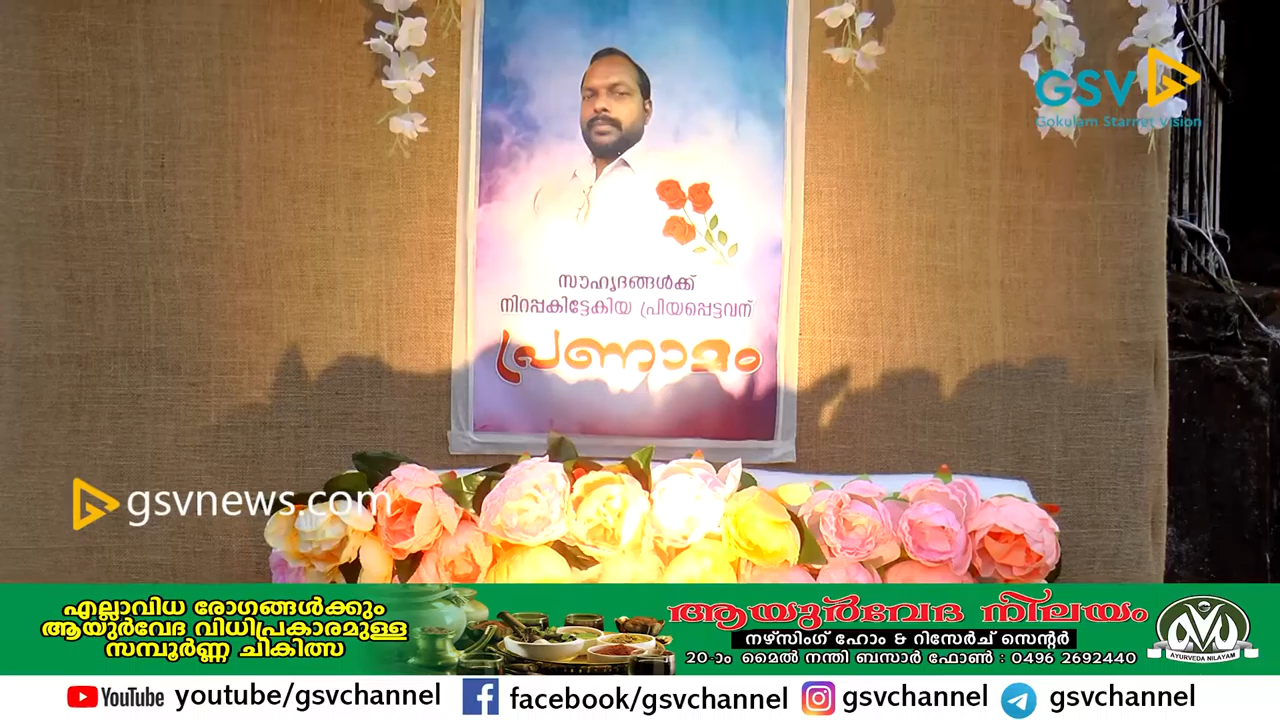 GSV
Gokulam Starnet Vision
സൗഹൃദങ്ങൾക്ക്
നിറപ്പകിട്ടേകിയ പ്രിയപ്പെട്ടവന്
പ്രണാമം
gsvnews.com
എല്ലാവിധ രോഗങ്ങൾക്കും
ആയുർവേദ വിധിപ്രകാരമുള്ള
സമ്പൂർണ്ണ ചികിത്സ
ആയുർവേദ നിലയം
നഴ്സിംഗ് ഹോം & റിസേർച് സെന്റർ
20-ാം മൈൽ നന്തി ബസാർ ഫോൺ : 0496 2692440
AYURVEDA NILAYAM
YouTube youtube/gsvchannel facebook/gsvchannel gsvchannel gsvchannel